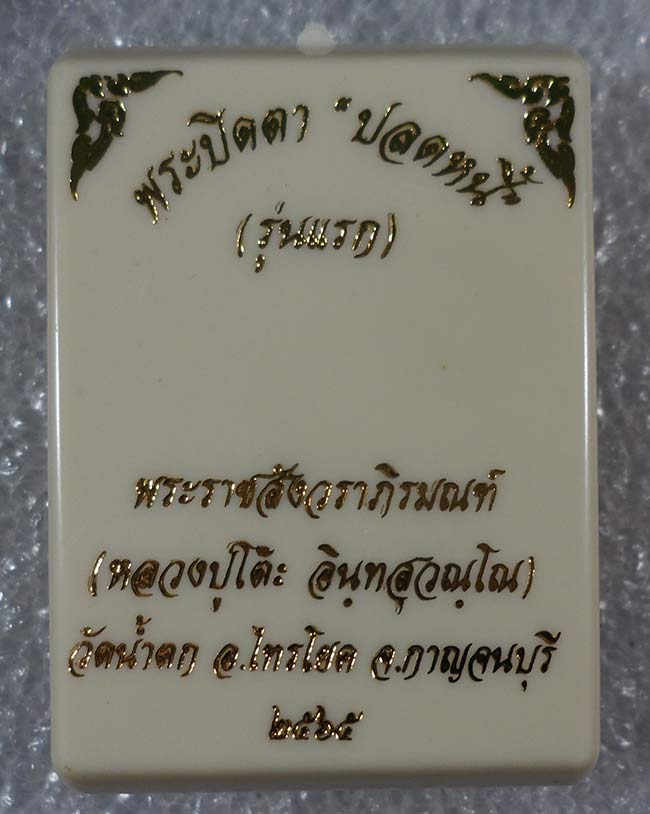 พระปิดตา "ปลดหนี้"
(รุ่นแรก)
พระราชสังวราภิรมณฑ์
(หลวงปู่โต๊ะ อินฺทสุวณฺโณ)
วัดน้ำตก อ.ไทรโยค จ.กาญจนบุรี
๒๕๖๕